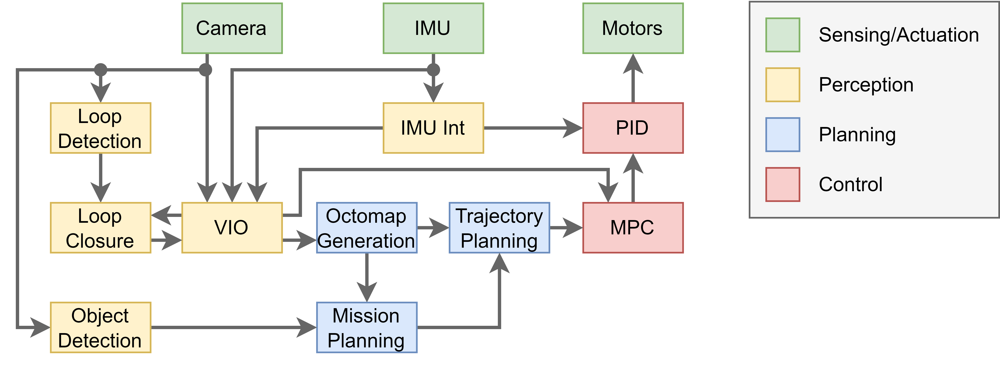 Camera
IMU
Motors
Sensing/Actuation
Perception
Planning
Control
Loop
Detection
IMU Int
PID
Loop
Closure
VIO
Octomap
Generation
Trajectory
Planning
MPC
Object
Detection
Mission
Planning